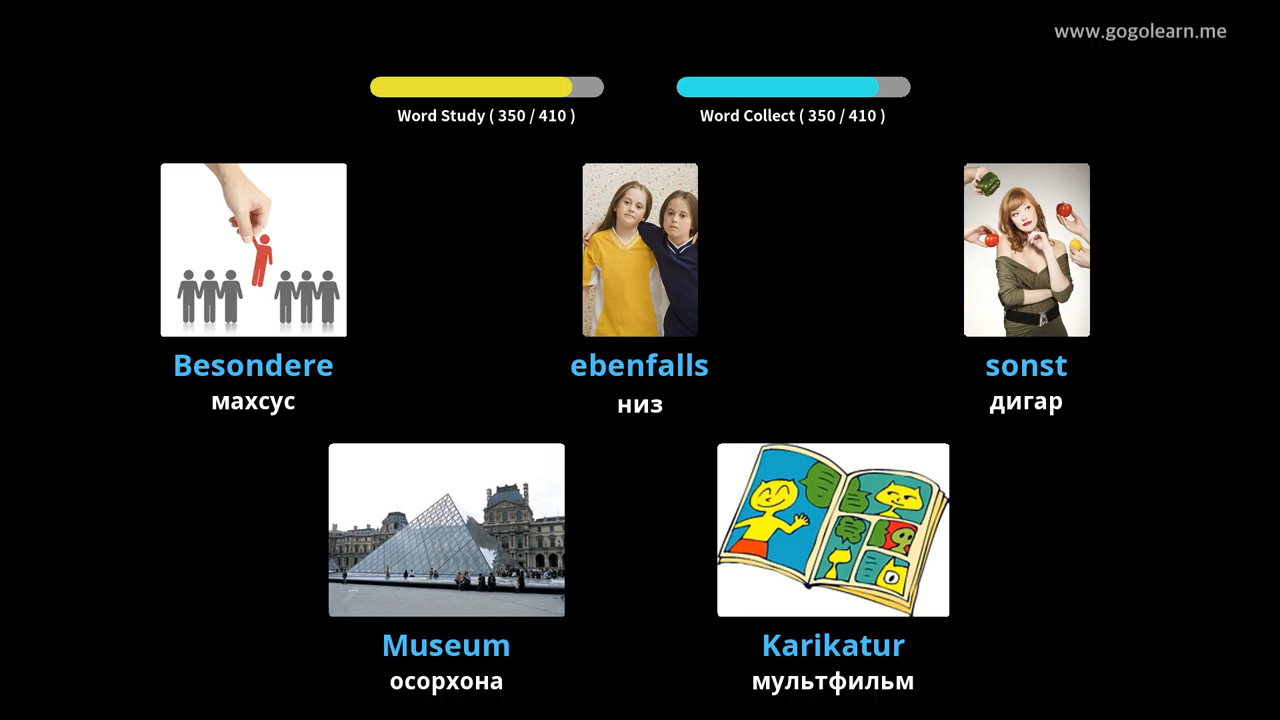 www.gogolearn.me
Word Study ( 350 / 410 )
Word Collect ( 350 / 410 )
Besondere
махсус
ebenfalls
низ
sonst
дигар
Museum
осорхона
Karikatur
мультфильм